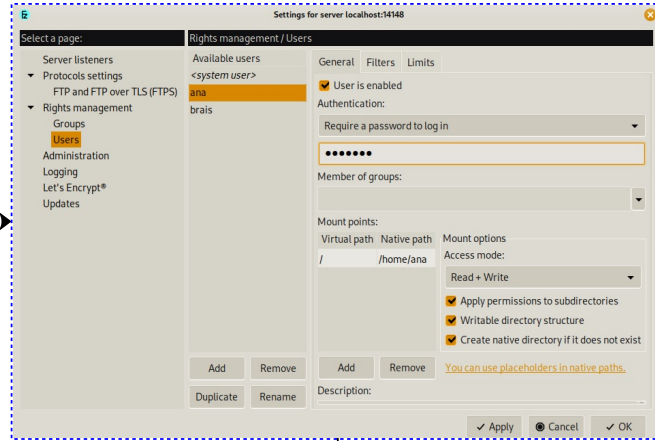 Fz
Settings for server localhost:14148
Select a page:
Server listeners
Protocols settings
FTP and FTP over TLS (FTPS)
Rights management
Groups
Users
Administration
Logging
Let's Encrypt®
Updates
Rights management / Users
Available users
<system user>
ana
brais
Add
Remove
Duplicate
Rename
General
Filters
Limits
User is enabled
Authentication:
Require a password to log in
●●●●●●●
Member of groups:
Mount points:
Virtual path
Native path
/
/home/ana
Mount options
Access mode:
Read + Write
Apply permissions to subdirectories
Writable directory structure
Create native directory if it does not exist
Add
Remove
You can use placeholders in native paths.
Description:
Apply
Cancel
OK